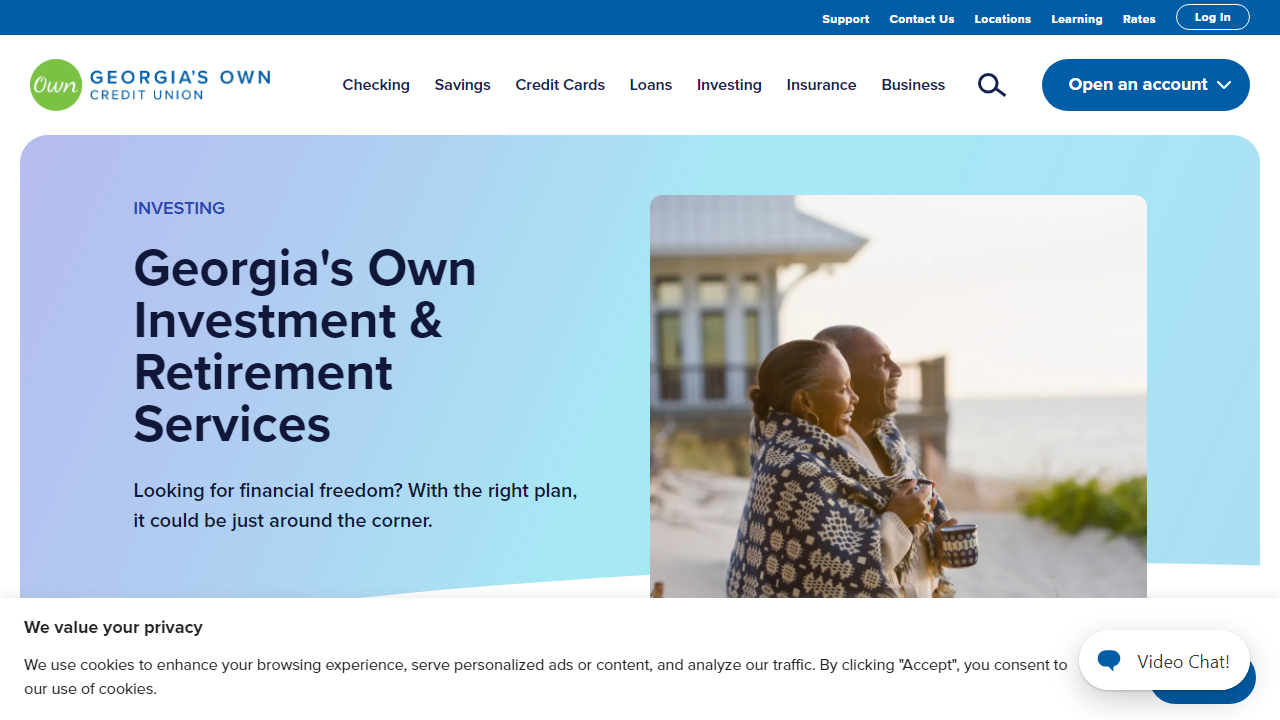 Support Contact Us Locations Learning Rates Log In
Own GEORGIA'S OWN
CREDIT UNION
Checking Savings Credit Cards Loans Investing Insurance Business Open an account
INVESTING
Georgia's Own
Investment &
Retirement
Services
Looking for financial freedom? With the right plan,
it could be just around the corner.
We value your privacy
We use cookies to enhance your browsing experience, serve personalized ads or content, and analyze our traffic. By clicking "Accept", you consent to
our use of cookies.
Video Chat!